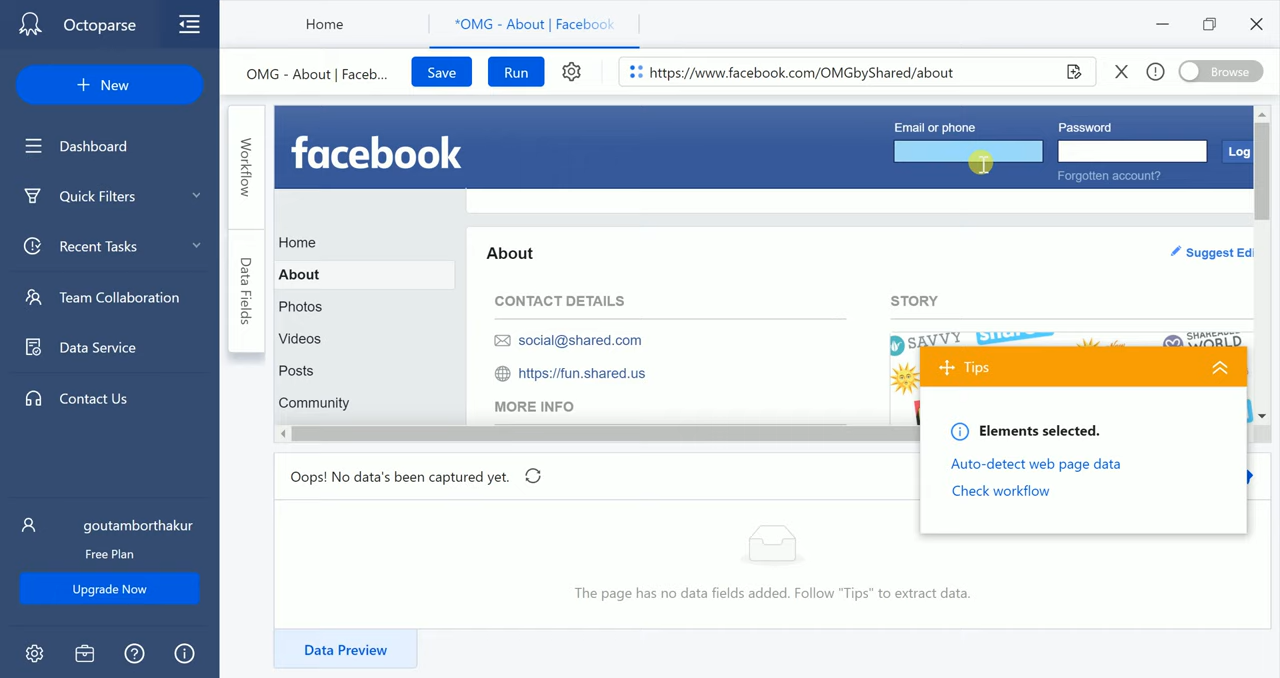 Octoparse
New
Dashboard
Quick Filters
Recent Tasks
Team Collaboration
Data Service
Contact Us
goutamborthakur
Free Plan
Upgrade Now
Home
*OMG - About | Facebook
OMG - About | Faceb...
Save
Run
https://www.facebook.com/OMGbyShared/about
Browse
Workflow
Data Fields
facebook
Email or phone
Password
Log
Forgotten account?
Home
About
Photos
Videos
Posts
Community
About
Suggest Edi
CONTACT DETAILS
social@shared.com
https://fun.shared.us
MORE INFO
STORY
SAVVY
Tips
Elements selected.
Auto-detect web page data
Check workflow
Oops! No data's been captured yet.
The page has no data fields added. Follow "Tips" to extract data.
Data Preview